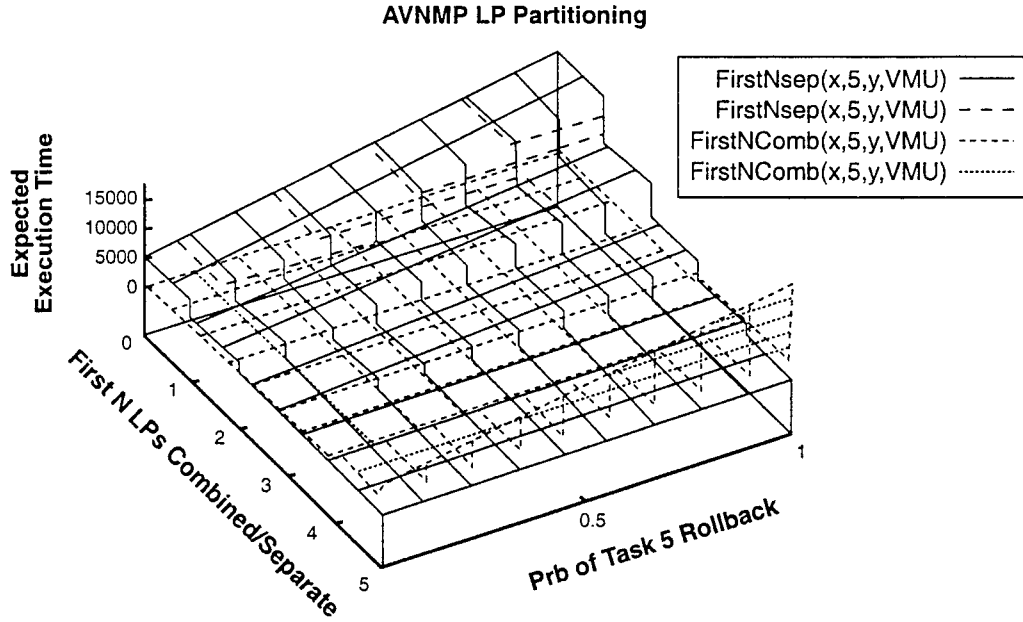 AVNMP LP Partitioning
FirstNsep(x,5,y,VMU)
FirstNsep(x,5,y,VMU)
FirstNComb(x,5,y,VMU)
FirstNComb(x,5,y,VMU)
Expected
Execution Time
15000
10000
5000
0
0
1
2
3
4
5
First N LPs Combined/Separate
0.5
1
Prb of Task 5 Rollback